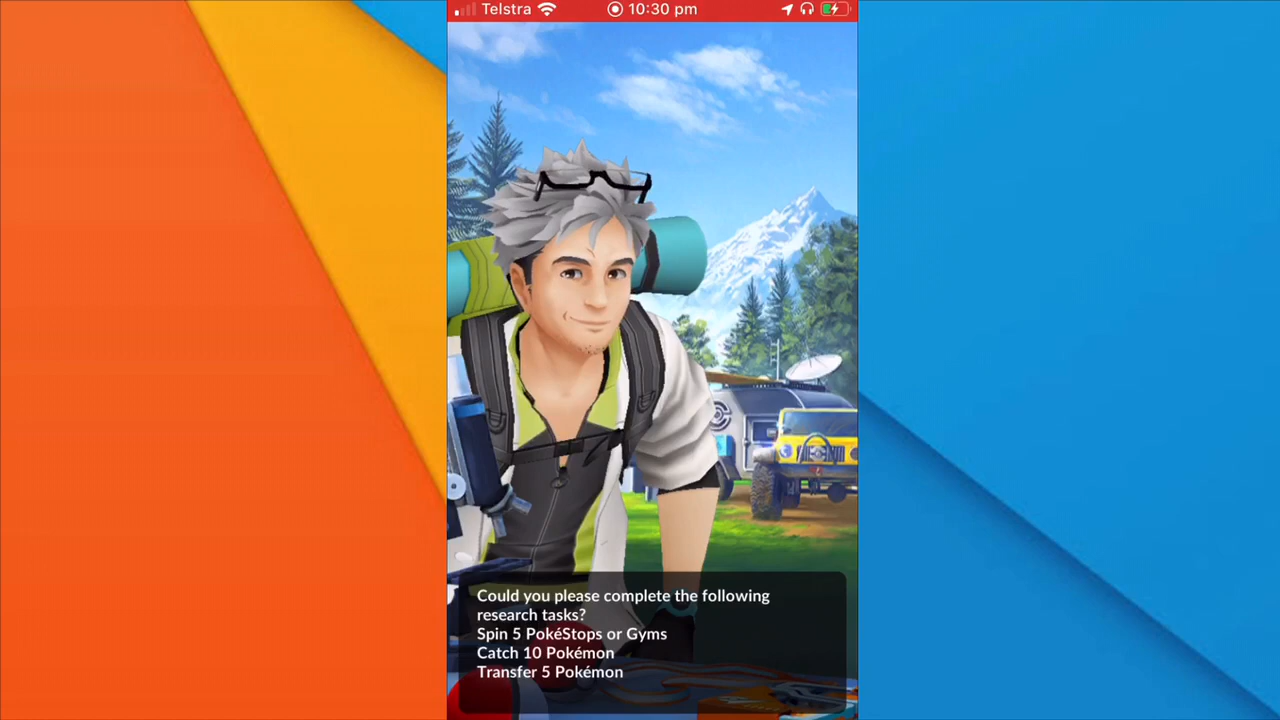 Telstra 10:30 pm
Could you please complete the following
research tasks?
Spin 5 PokéStops or Gyms
Catch 10 Pokémon
Transfer 5 Pokémon